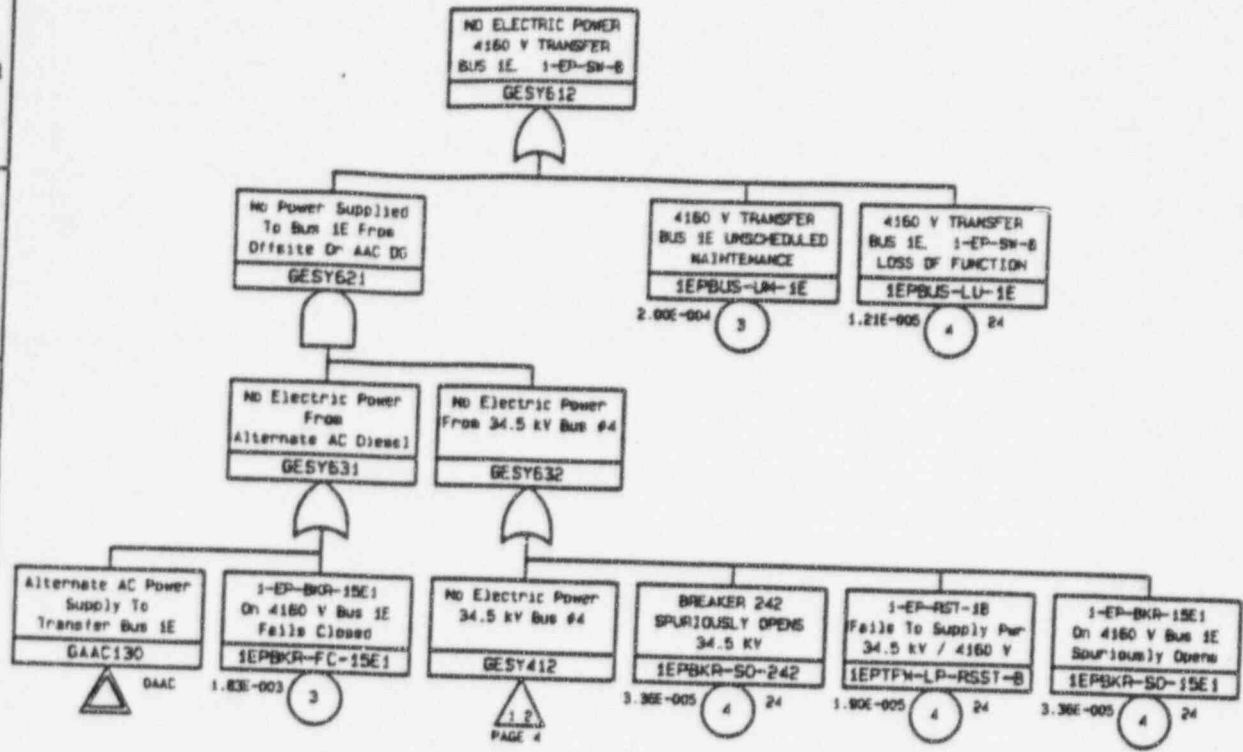 NO ELECTRIC POWER
4160 V TRANSFER
BUS 1E. 1-EP-SW-B
GESY612
No Power Supplied
To Bus 1E From
Offsite Or AAC DG
GESY621
4160 V TRANSFER
BUS 1E UNSCHEDULED
MAINTENANCE
1EPBUS-UM-1E
2.00E-004
3
4160 V TRANSFER
BUS 1E. 1-EP-SW-B
LOSS OF FUNCTION
1EPBUS-LU-1E
1.21E-005
4
24
No Electric Power
From
Alternate AC Diesel
GESY631
No Electric Power
From 34.5 kV Bus #4
GESY632
Alternate AC Power
Supply To
Transfer Bus 1E
GAAC130
GAAC
1-EP-BKR-15E1
On 4160 V Bus 1E
Fails Closed
1EPBKR-FC-15E1
1.83E-003
3
No Electric Power
34.5 kV Bus #4
GESY412
1 2
PAGE 4
BREAKER 242
SPURIOUSLY OPENS
34.5 KV
1EPBKR-SO-242
3.36E-005
4
24
1-EP-RST-1B
Fails To Supply Pwr
34.5 kV / 4160 V
1EPTFM-LP-RSST-B
1.90E-005
4
24
1-EP-BKR-15E1
On 4160 V Bus 1E
Spuriously Opens
1EPBKR-SO-15E1
3.36E-005
4
24